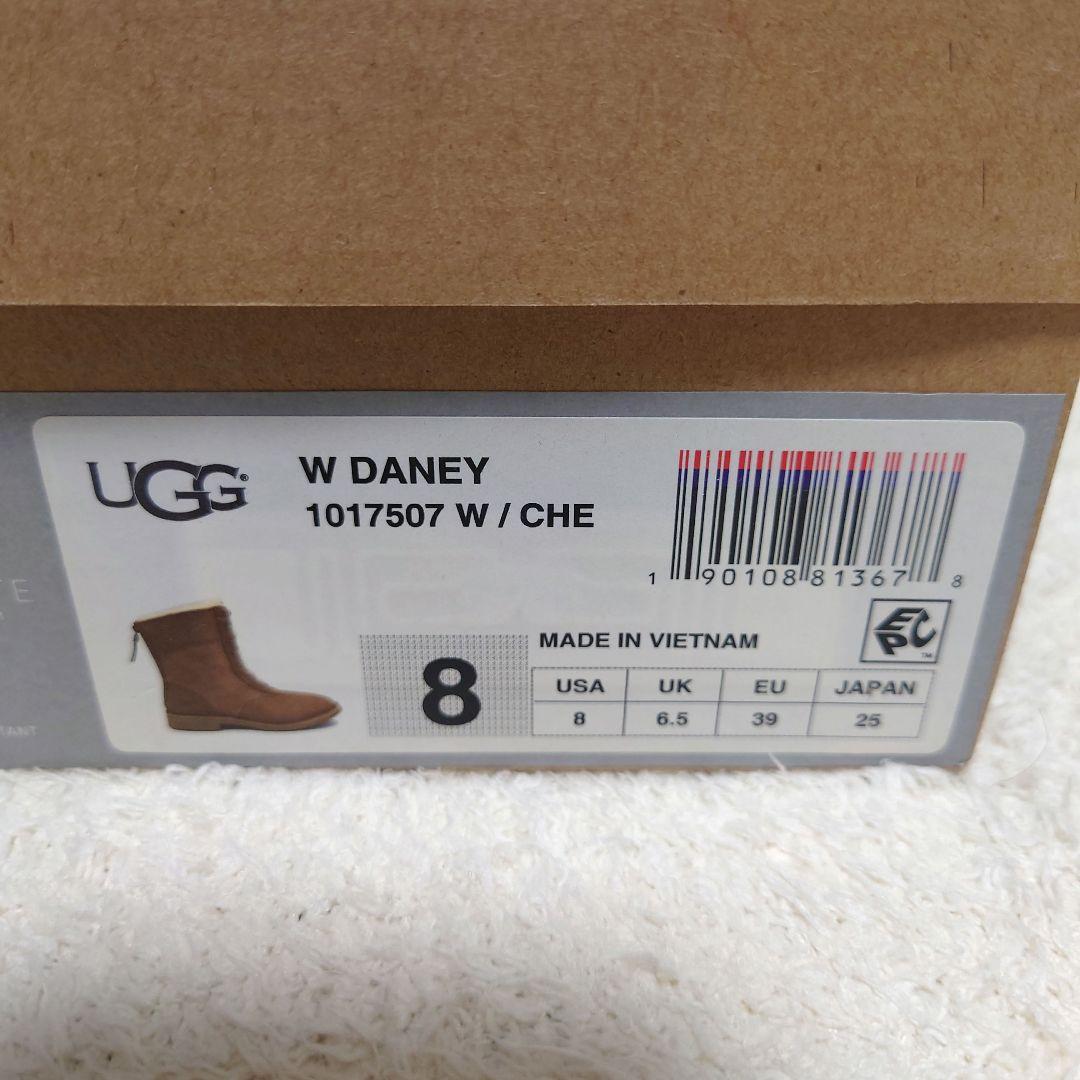 UGG®
W DANEY
1017507 W / CHE
1 90108 81367 8
EPC™
MADE IN VIETNAM
8
USA UK EU JAPAN
8 6.5 39 25